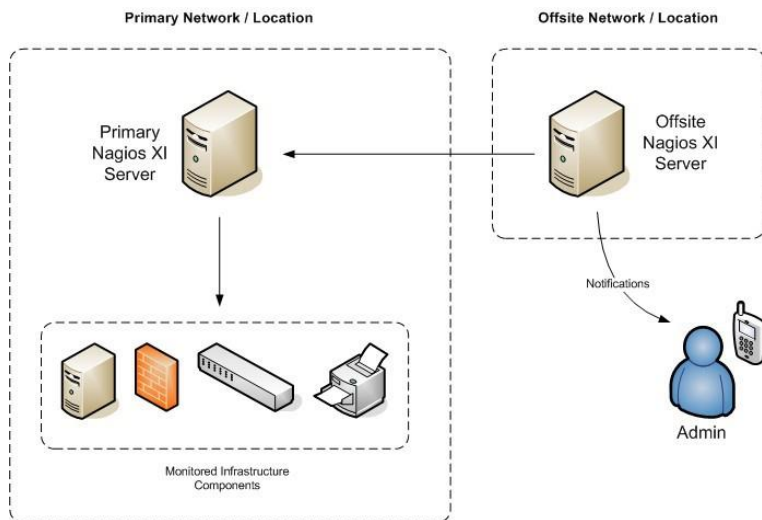 Primary Network / Location
Offsite Network / Location
Primary
Nagios XI
Server
Offsite
Nagios XI
Server
Notifications
Admin
Monitored Infrastructure
Components